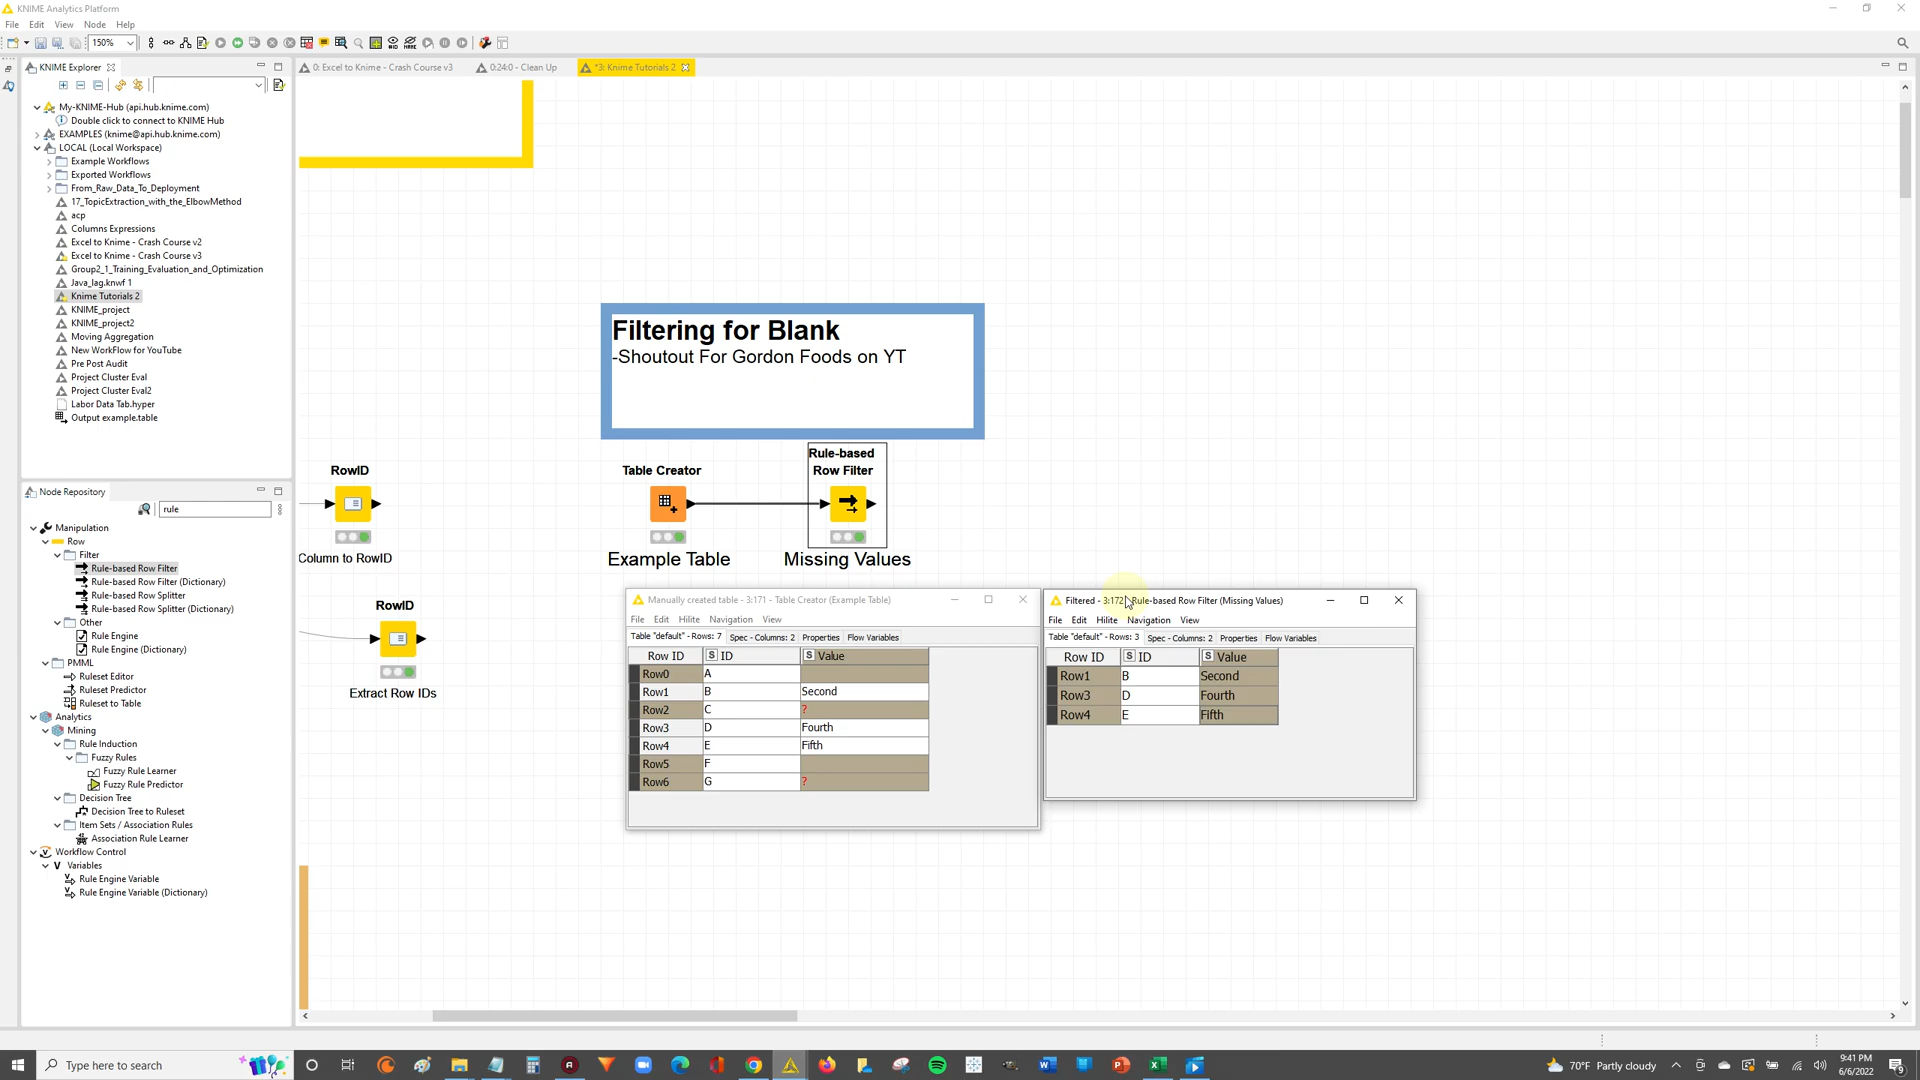 KNIME Analytics Platform
File Edit View Node Help
150%
KNIME Explorer
0: Excel to Knime - Crash Course v3
0:24:0 - Clean Up
*3: Knime Tutorials 2
My-KNIME-Hub (api.hub.knime.com)
Double click to connect to KNIME Hub
EXAMPLES (knime@api.hub.knime.com)
LOCAL (Local Workspace)
Example Workflows
Exported Workflows
From_Raw_Data_To_Deployment
17_TopicExtraction_with_the_ElbowMethod
acp
Columns Expressions
Excel to Knime - Crash Course v2
Excel to Knime - Crash Course v3
Group2_1_Training_Evaluation_and_Optimization
Java_lag.knwf 1
Knime Tutorials 2
KNIME_project
KNIME_project2
Moving Aggregation
New WorkFlow for YouTube
Pre Post Audit
Project Cluster Eval
Project Cluster Eval2
Labor Data Tab.hyper
Output example.table
Node Repository
rule
Manipulation
Row
Filter
Rule-based Row Filter
Rule-based Row Filter (Dictionary)
Rule-based Row Splitter
Rule-based Row Splitter (Dictionary)
Other
Rule Engine
Rule Engine (Dictionary)
PMML
Ruleset Editor
Ruleset Predictor
Ruleset to Table
Analytics
Mining
Rule Induction
Fuzzy Rules
Fuzzy Rule Learner
Fuzzy Rule Predictor
Decision Tree
Decision Tree to Ruleset
Item Sets / Association Rules
Association Rule Learner
Workflow Control
Variables
Rule Engine Variable
Rule Engine Variable (Dictionary)
Filtering for Blank
-Shoutout For Gordon Foods on YT
RowID
Column to RowID
RowID
Extract Row IDs
Table Creator
Example Table
Rule-based
Row Filter
Missing Values
Manually created table - 3:171 - Table Creator (Example Table)
File Edit Hilite Navigation View
Table "default" - Rows: 7 Spec - Columns: 2 Properties Flow Variables
Row ID S ID S Value
Row0 A
Row1 B Second
Row2 C ?
Row3 D Fourth
Row4 E Fifth
Row5 F
Row6 G ?
Filtered - 3:172 - Rule-based Row Filter (Missing Values)
File Edit Hilite Navigation View
Table "default" - Rows: 3 Spec - Columns: 2 Properties Flow Variables
Row ID S ID S Value
Row1 B Second
Row3 D Fourth
Row4 E Fifth
Type here to search
70°F Partly cloudy
9:41 PM
6/6/2022